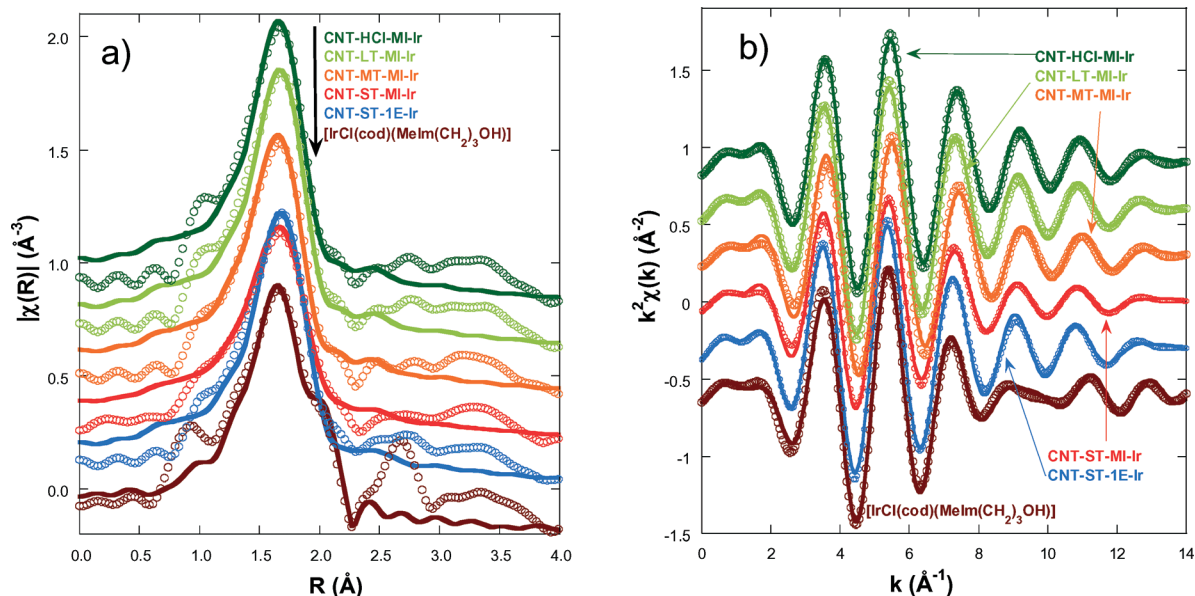 a)
CNT-HCl-MI-Ir
CNT-LT-MI-Ir
CNT-MT-MI-Ir
CNT-ST-MI-Ir
CNT-ST-1E-Ir
[IrCl(cod)(MeIm(CH2)3OH)]
|χ(R)| (Å-3)
2.0
1.5
1.0
0.5
0.0
0.0 0.5 1.0 1.5 2.0 2.5 3.0 3.5 4.0
R (Å)
b)
CNT-HCl-MI-Ir
CNT-LT-MI-Ir
CNT-MT-MI-Ir
k2χ(k) (Å-2)
1.5
1
0.5
0
-0.5
-1
-1.5
CNT-ST-MI-Ir
CNT-ST-1E-Ir
[IrCl(cod)(MeIm(CH2)3OH)]
0 2 4 6 8 10 12 14
k (Å-1)